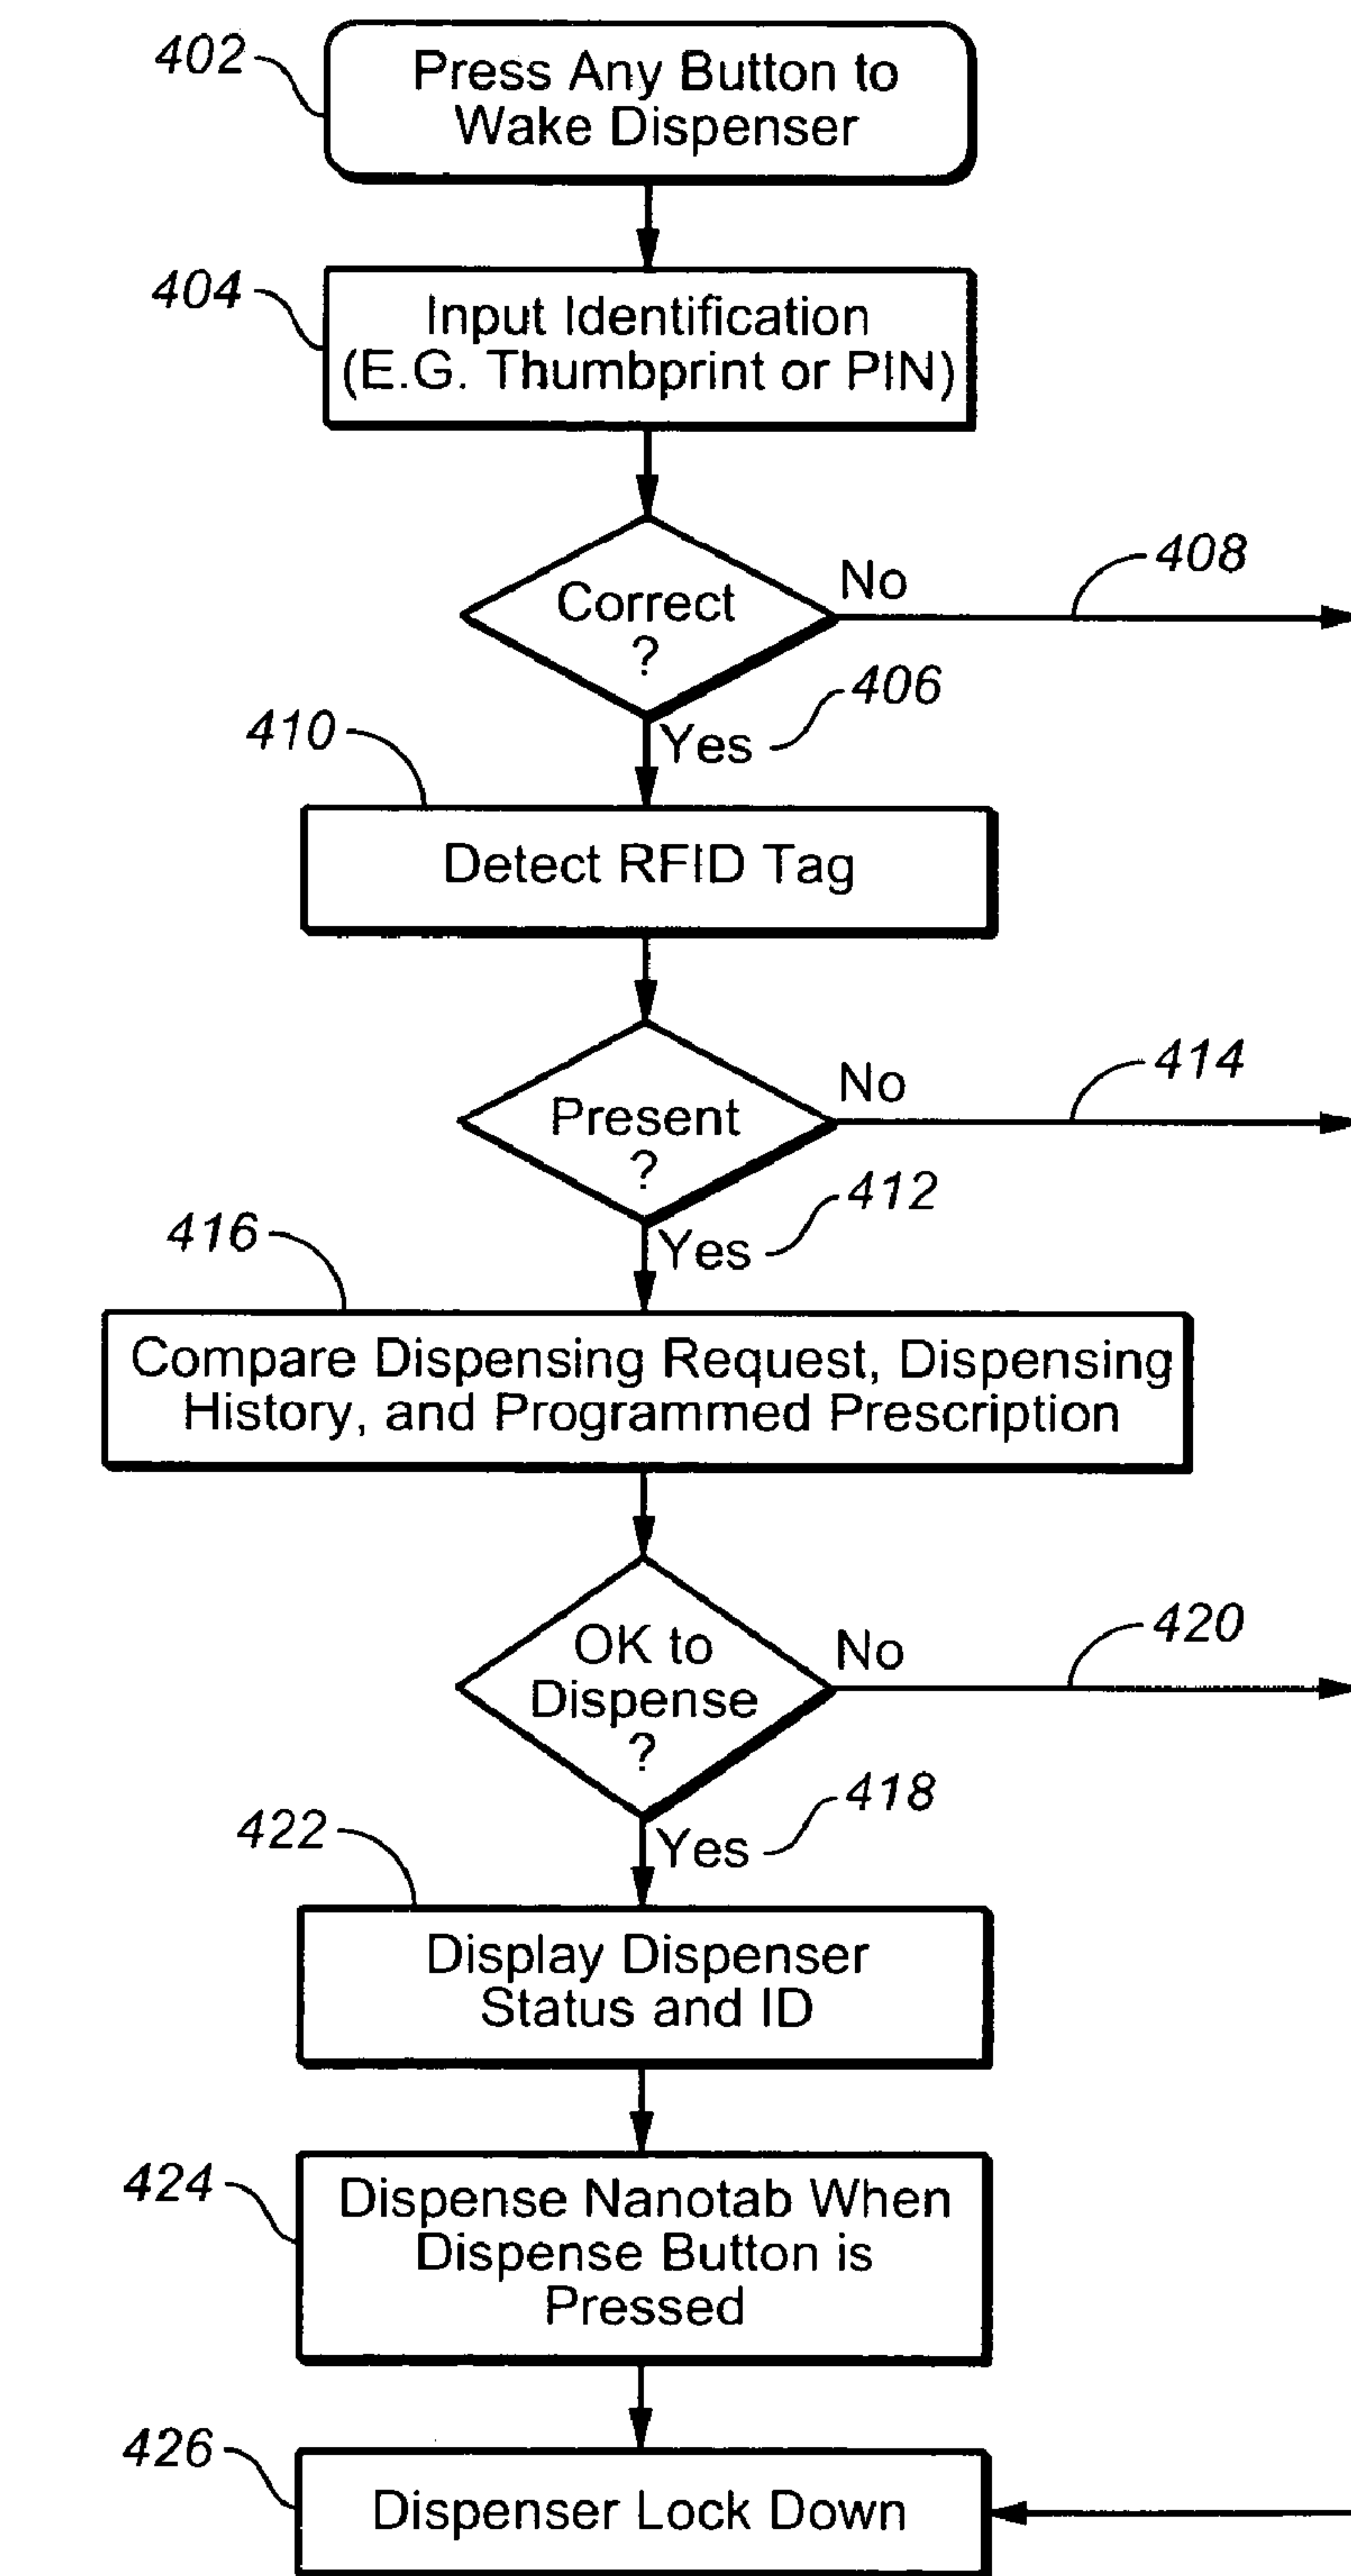 402
Press Any Button to
Wake Dispenser
404
Input Identification
(E.G. Thumbprint or PIN)
Correct
?
No
408
Yes
406
410
Detect RFID Tag
Present
?
No
414
Yes
412
416
Compare Dispensing Request, Dispensing
History, and Programmed Prescription
OK to
Dispense
?
No
420
Yes
418
422
Display Dispenser
Status and ID
424
Dispense Nanotab When
Dispense Button is
Pressed
426
Dispenser Lock Down